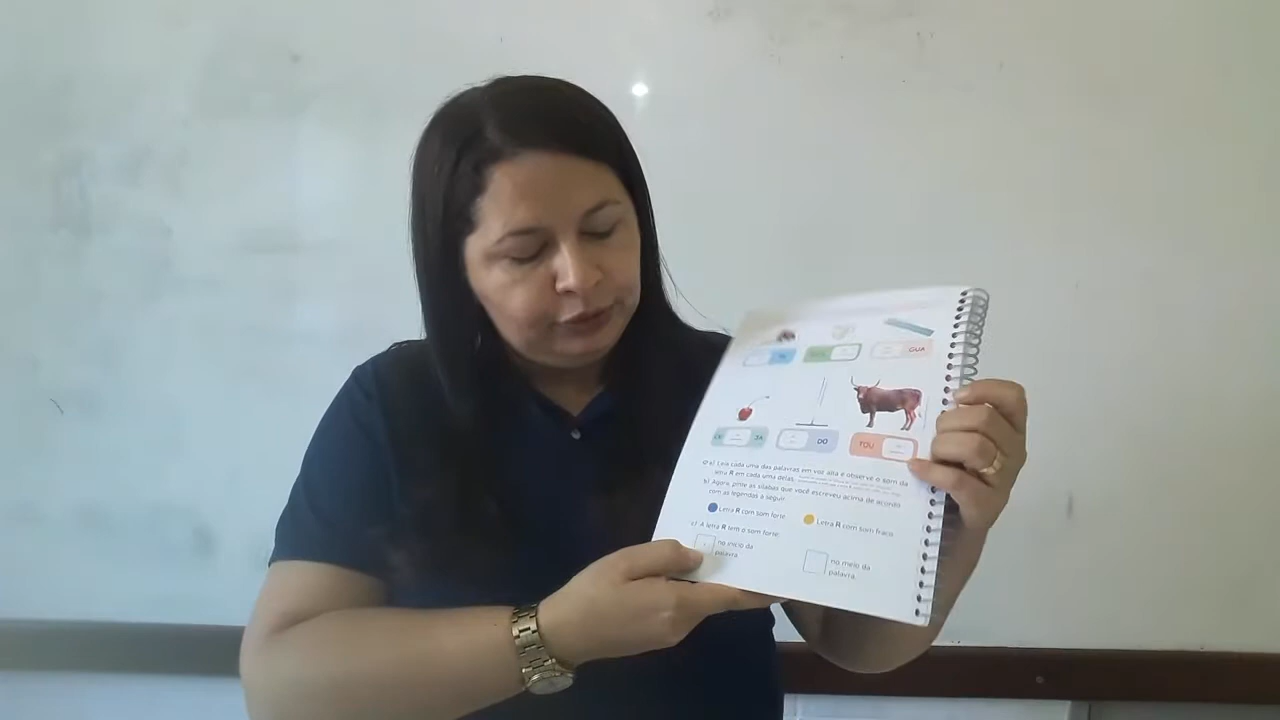 GUA
JA
DO
TOU
a) Leia cada uma das palavras em voz alta e observe o som da
letra R em cada uma delas.
b) Agora, pinte as sílabas que você escreveu acima de acordo
com as legendas a seguir.
Letra R com som forte.
Letra R com som fraco.
c) A letra R tem o som forte:
no início da
palavra.
no meio da
palavra.